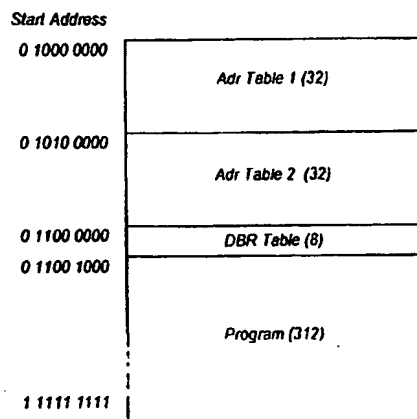 Start Address
0 1000 0000
Adr Table 1 (32)
0 1010 0000
Adr Table 2 (32)
0 1100 0000
DBR Table (8)
0 1100 1000
Program (312)
1 1111 1111